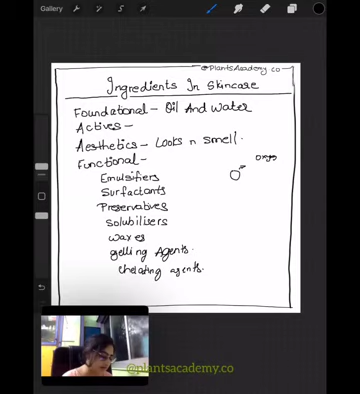 Gallery
@PlantsAcademy.co
Ingredients In Skincare
Foundational - Oil And Water
Actives -
Aesthetics - Looks n smell.
Functional -
oxyg
Emulsifiers
Surfactants
Preservatives
Solubilisers
waxes
gelling Agents.
chelating agents.
@plantsacademy.co